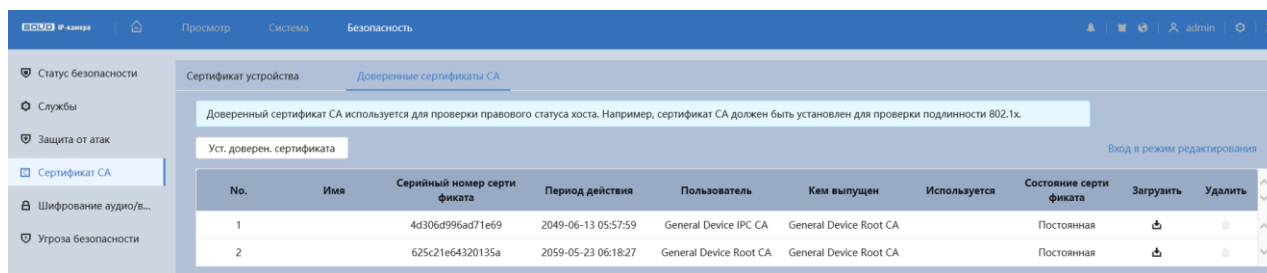 BOLID IP-камера Просмотр Система Безопасность admin
Статус безопасности
Службы
Защита от атак
Сертификат CA
Шифрование аудио/в...
Угроза безопасности
Сертификат устройства Доверенные сертификаты CA
Доверенный сертификат CA используется для проверки правового статуса хоста. Например, сертификат CA должен быть установлен для проверки подлинности 802.1x.
Уст. доверен. сертификата Вход в режим редактирования
No. Имя Серийный номер серти Период действия Пользователь Кем выпущен Используется Состояние серти Загрузить Удалить
фиката фиката
1 4d306d996ad71e69 2049-06-13 05:57:59 General Device IPC CA General Device Root CA Постоянная
2 625c21e64320135a 2059-05-23 06:18:27 General Device Root CA General Device Root CA Постоянная